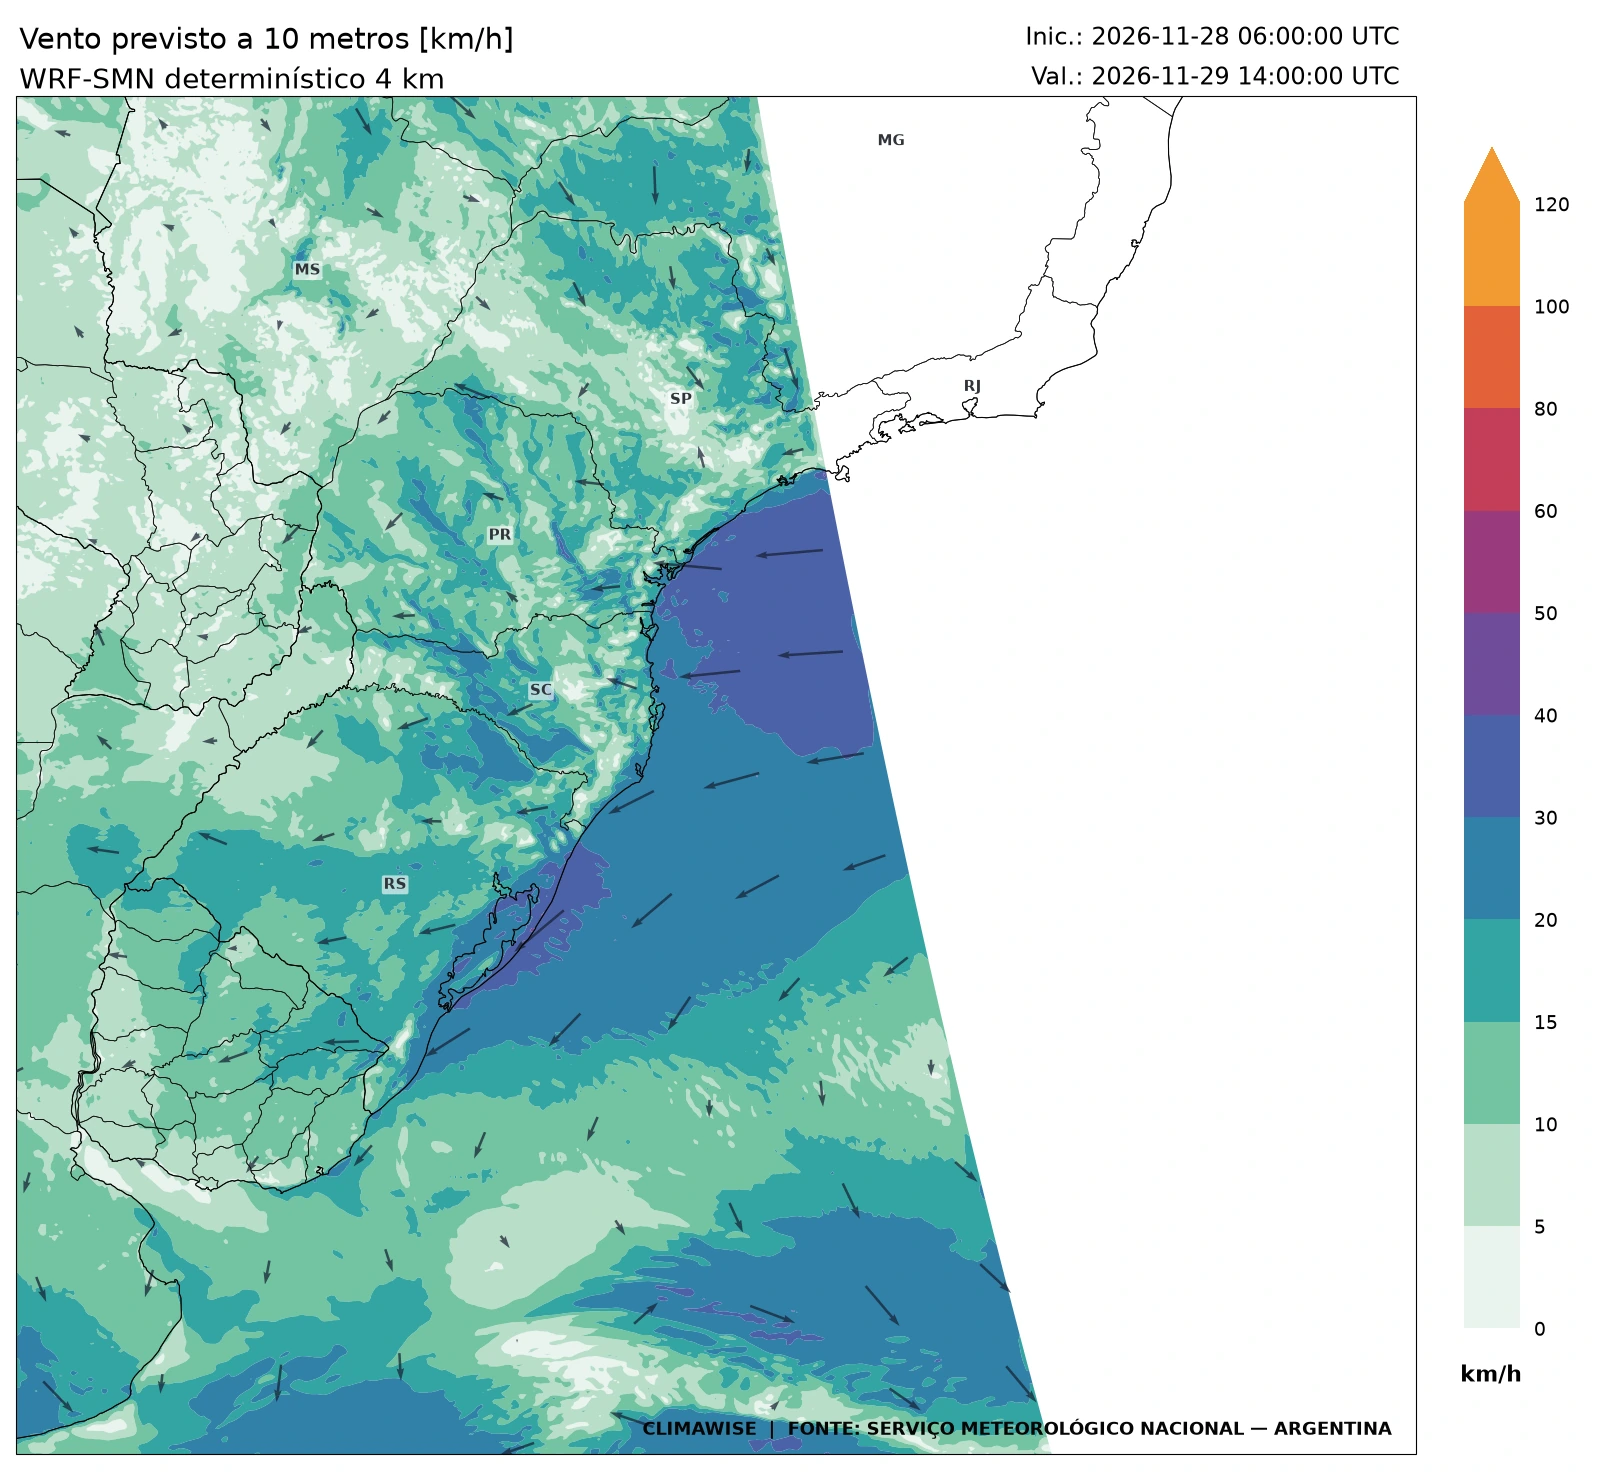 Vento previsto a 10 metros [km/h]
WRF-SMN determinístico 4 km
Inic.: 2026-11-28 06:00:00 UTC
Val.: 2026-11-29 14:00:00 UTC
MG
MS
RJ
SP
PR
SC
RS
120
100
80
60
50
40
30
20
15
10
5
0
km/h
CLIMAWISE | FONTE: SERVIÇO METEOROLÓGICO NACIONAL — ARGENTINA